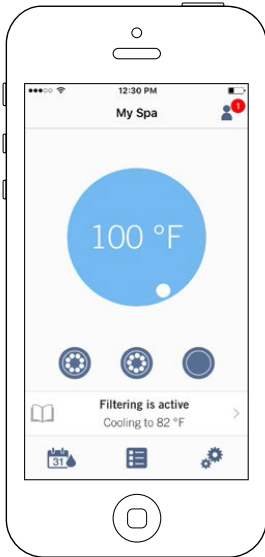 12:30 PM
My Spa
1
100 °F
Filtering is active
Cooling to 82 °F
31